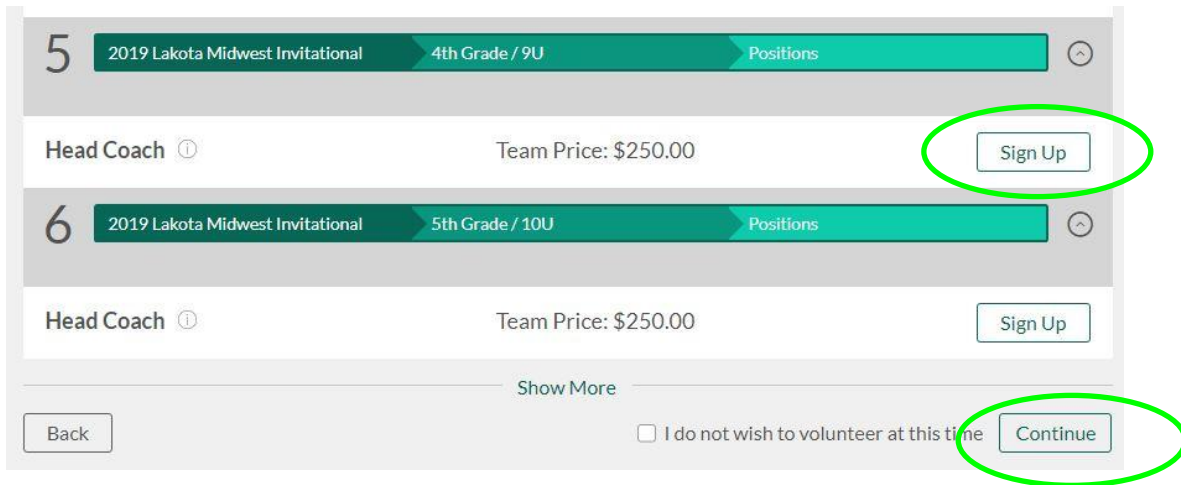 5 2019 Lakota Midwest Invitational 4th Grade / 9U Positions
Head Coach Team Price: $250.00 Sign Up
6 2019 Lakota Midwest Invitational 5th Grade / 10U Positions
Head Coach Team Price: $250.00 Sign Up
Show More
Back I do not wish to volunteer at this time Continue